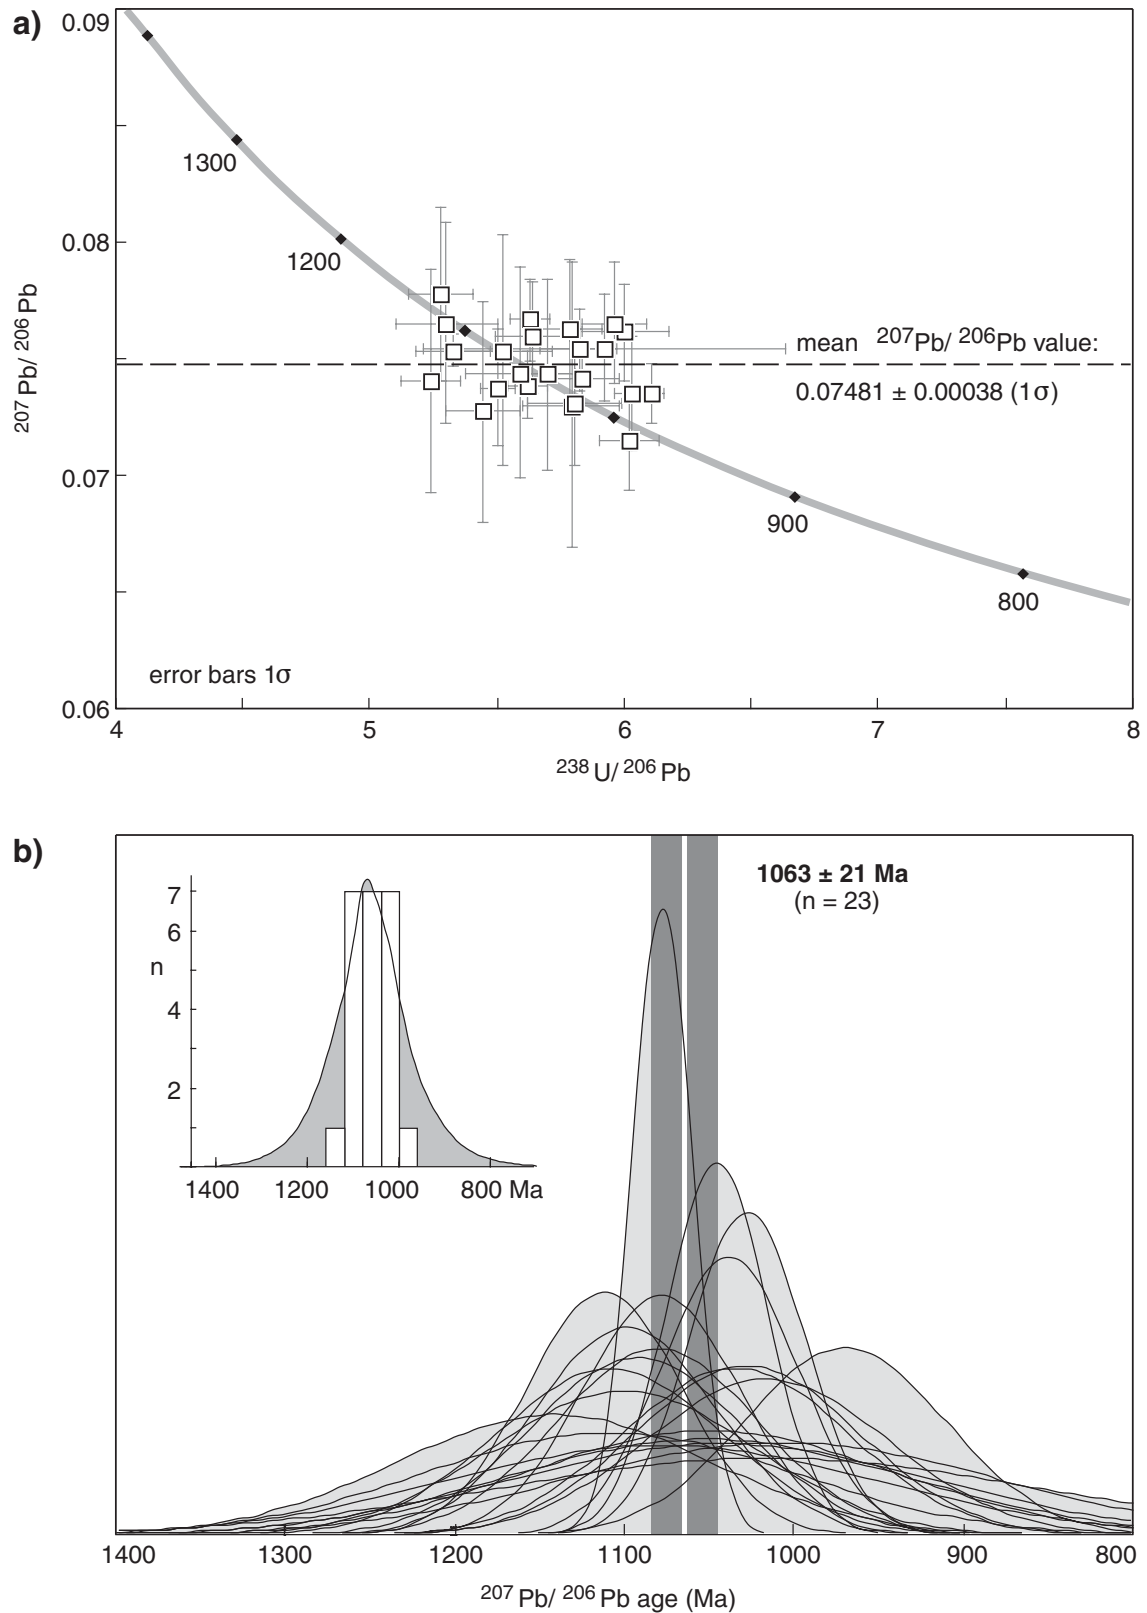 a)
0.09
1300
0.08
1200
207Pb/ 206Pb
mean 207Pb/ 206Pb value:
0.07481 ± 0.00038 (1σ)
0.07
900
800
error bars 1σ
0.06
4 5 6 7 8
238U/ 206Pb
b)
1063 ± 21 Ma
(n = 23)
7
6
n
4
2
1400 1200 1000 800 Ma
1400 1300 1200 1100 1000 900 800
207Pb/ 206Pb age (Ma)